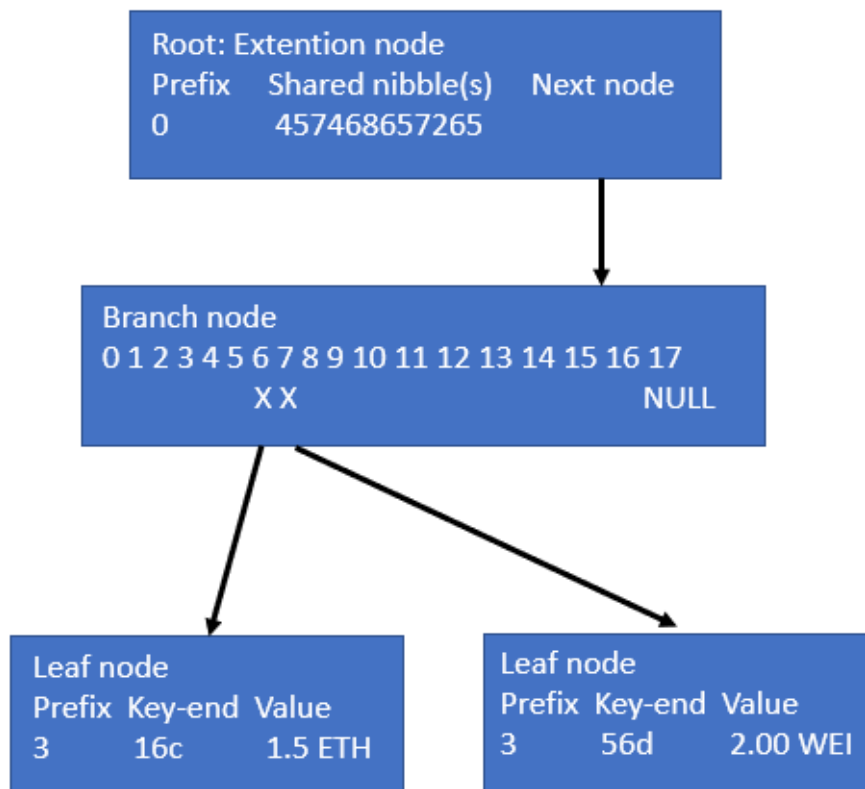 Root: Extention node
Prefix Shared nibble(s) Next node
0 457468657265
Branch node
0 1 2 3 4 5 6 7 8 9 10 11 12 13 14 15 16 17
X X NULL
Leaf node
Prefix Key-end Value
3 16c 1.5 ETH
Leaf node
Prefix Key-end Value
3 56d 2.00 WEI